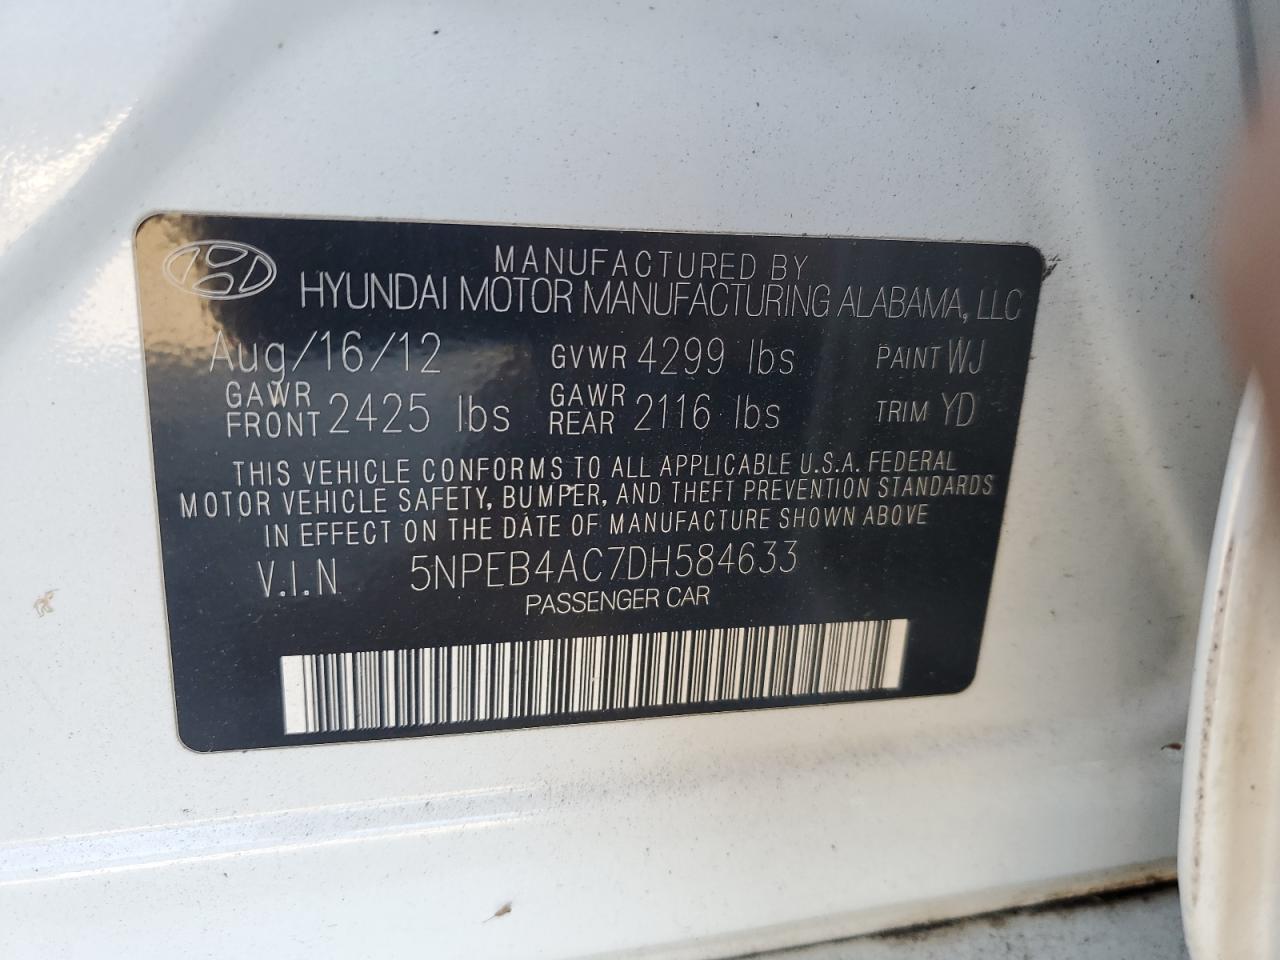 MANUFACTURED BY
HYUNDAI MOTOR MANUFACTURING ALABAMA, LLC
Aug/16/12 GVWR 4299 lbs PAINT WJ
GAWR FRONT 2425 lbs GAWR REAR 2116 lbs TRIM YD
THIS VEHICLE CONFORMS TO ALL APPLICABLE U.S.A. FEDERAL
MOTOR VEHICLE SAFETY, BUMPER, AND THEFT PREVENTION STANDARDS
IN EFFECT ON THE DATE OF MANUFACTURE SHOWN ABOVE
V.I.N 5NPEB4AC7DH584633
PASSENGER CAR